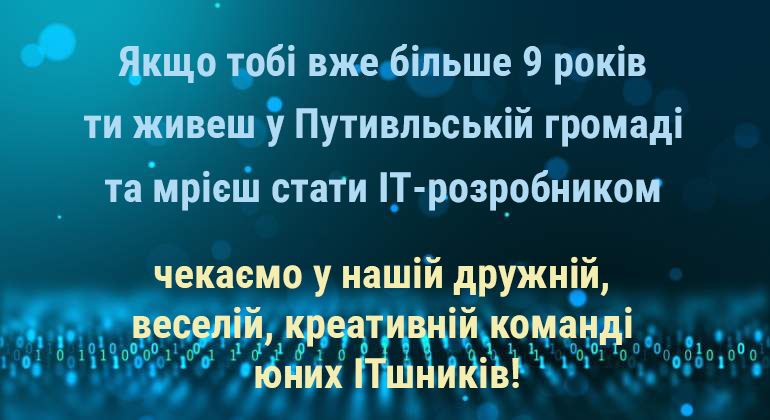 Якщо тобі вже більше 9 років
ти живеш у Путивльській громаді
та мрієш стати ІТ-розробником
чекаємо у нашій дружній,
веселій, креативній команді
юних ІТшників!